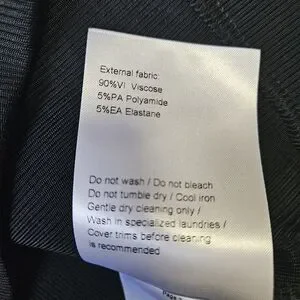 External fabric:
90%VI Viscose
5%PA Polyamide
5%EA Elastane
Do not wash / Do not bleach
Do not tumble dry / Cool iron
Gentle dry cleaning only /
Wash in specialized laundries /
Cover trims before cleaning
is recommended